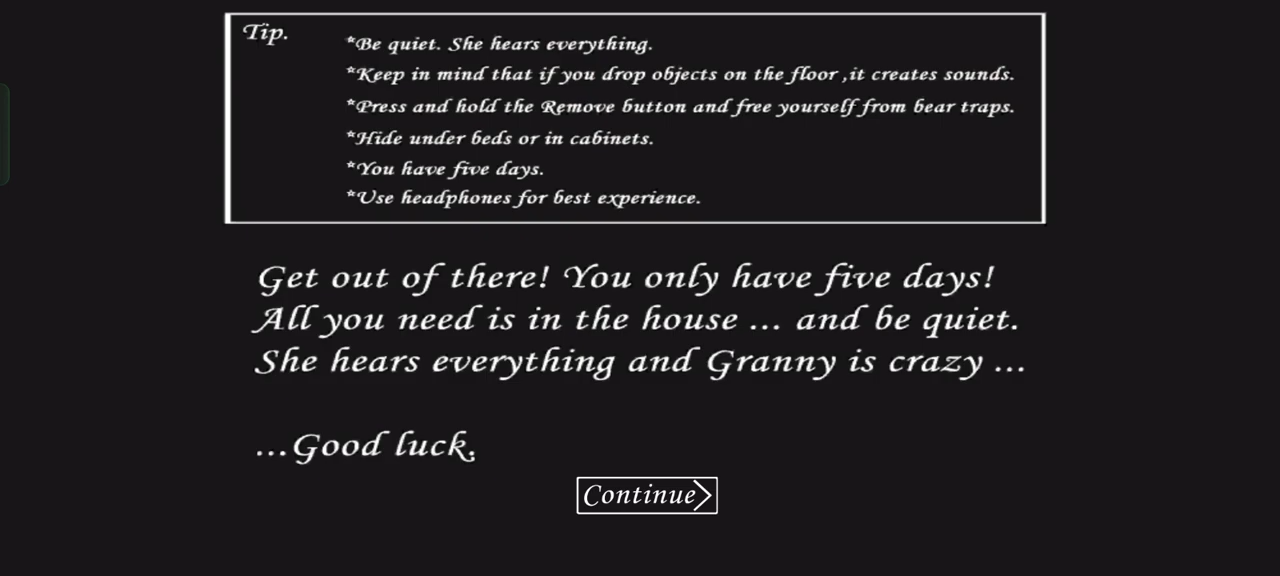 Tip.
*Be quiet. She hears everything.
*Keep in mind that if you drop objects on the floor ,it creates sounds.
*Press and hold the Remove button and free yourself from bear traps.
*Hide under beds or in cabinets.
*You have five days.
*Use headphones for best experience.
Get out of there! You only have five days!
All you need is in the house ... and be quiet.
She hears everything and Granny is crazy ...
...Good luck.
Continue